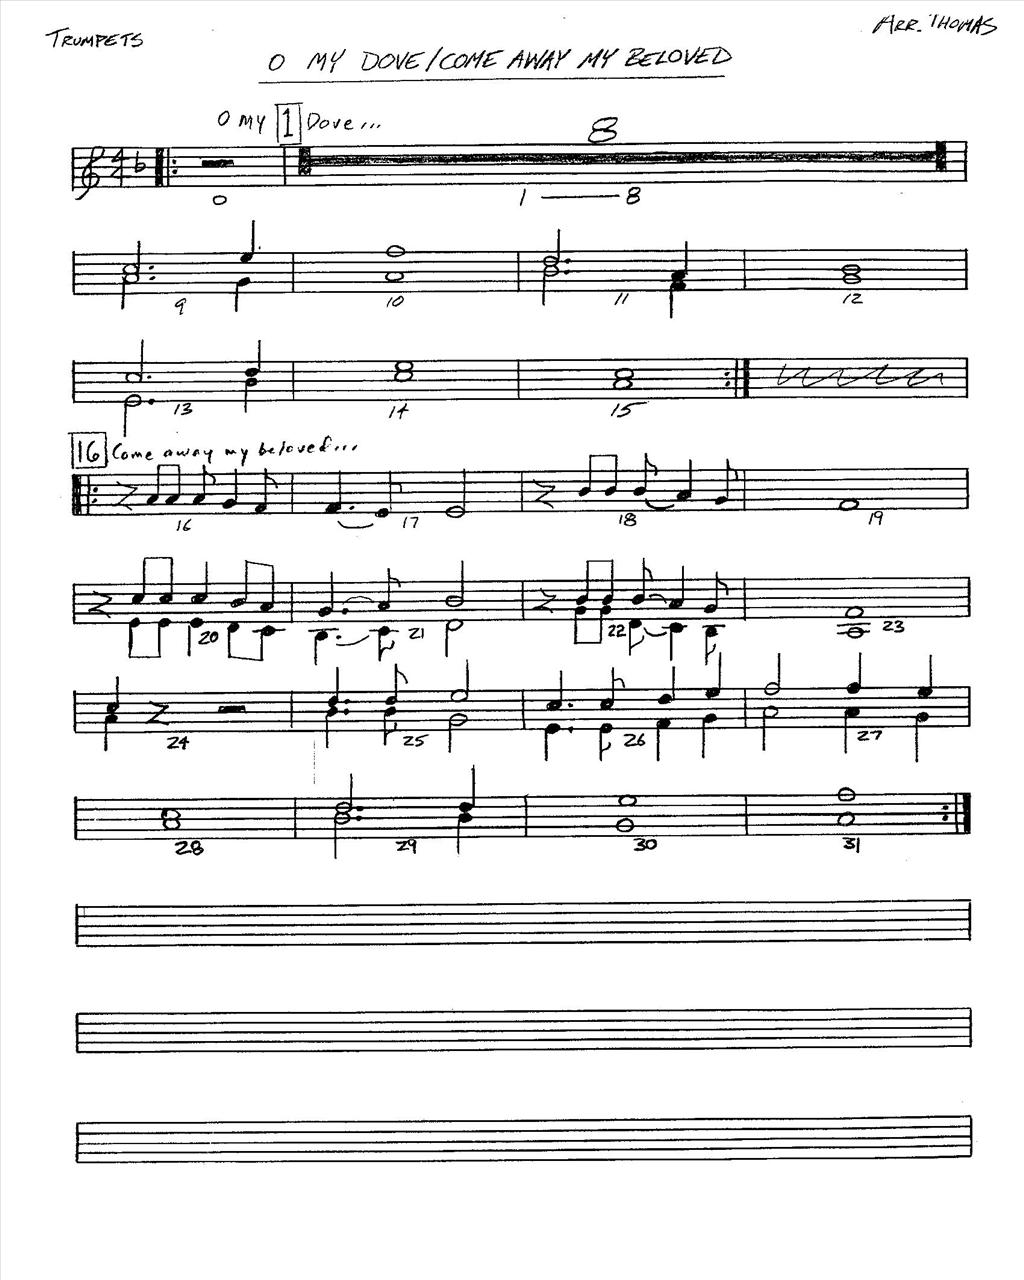 TRUMPETS
ARR. THOMAS
O MY DOVE/COME AWAY MY BELOVED
O MY 1 Dove...
8
4 4
0 1 — 8
9 10 11 12
13 14 15
16 Come away my beloved...
16 17 18 19
20 21 22 23
24 25 26 27
28 29 30 31